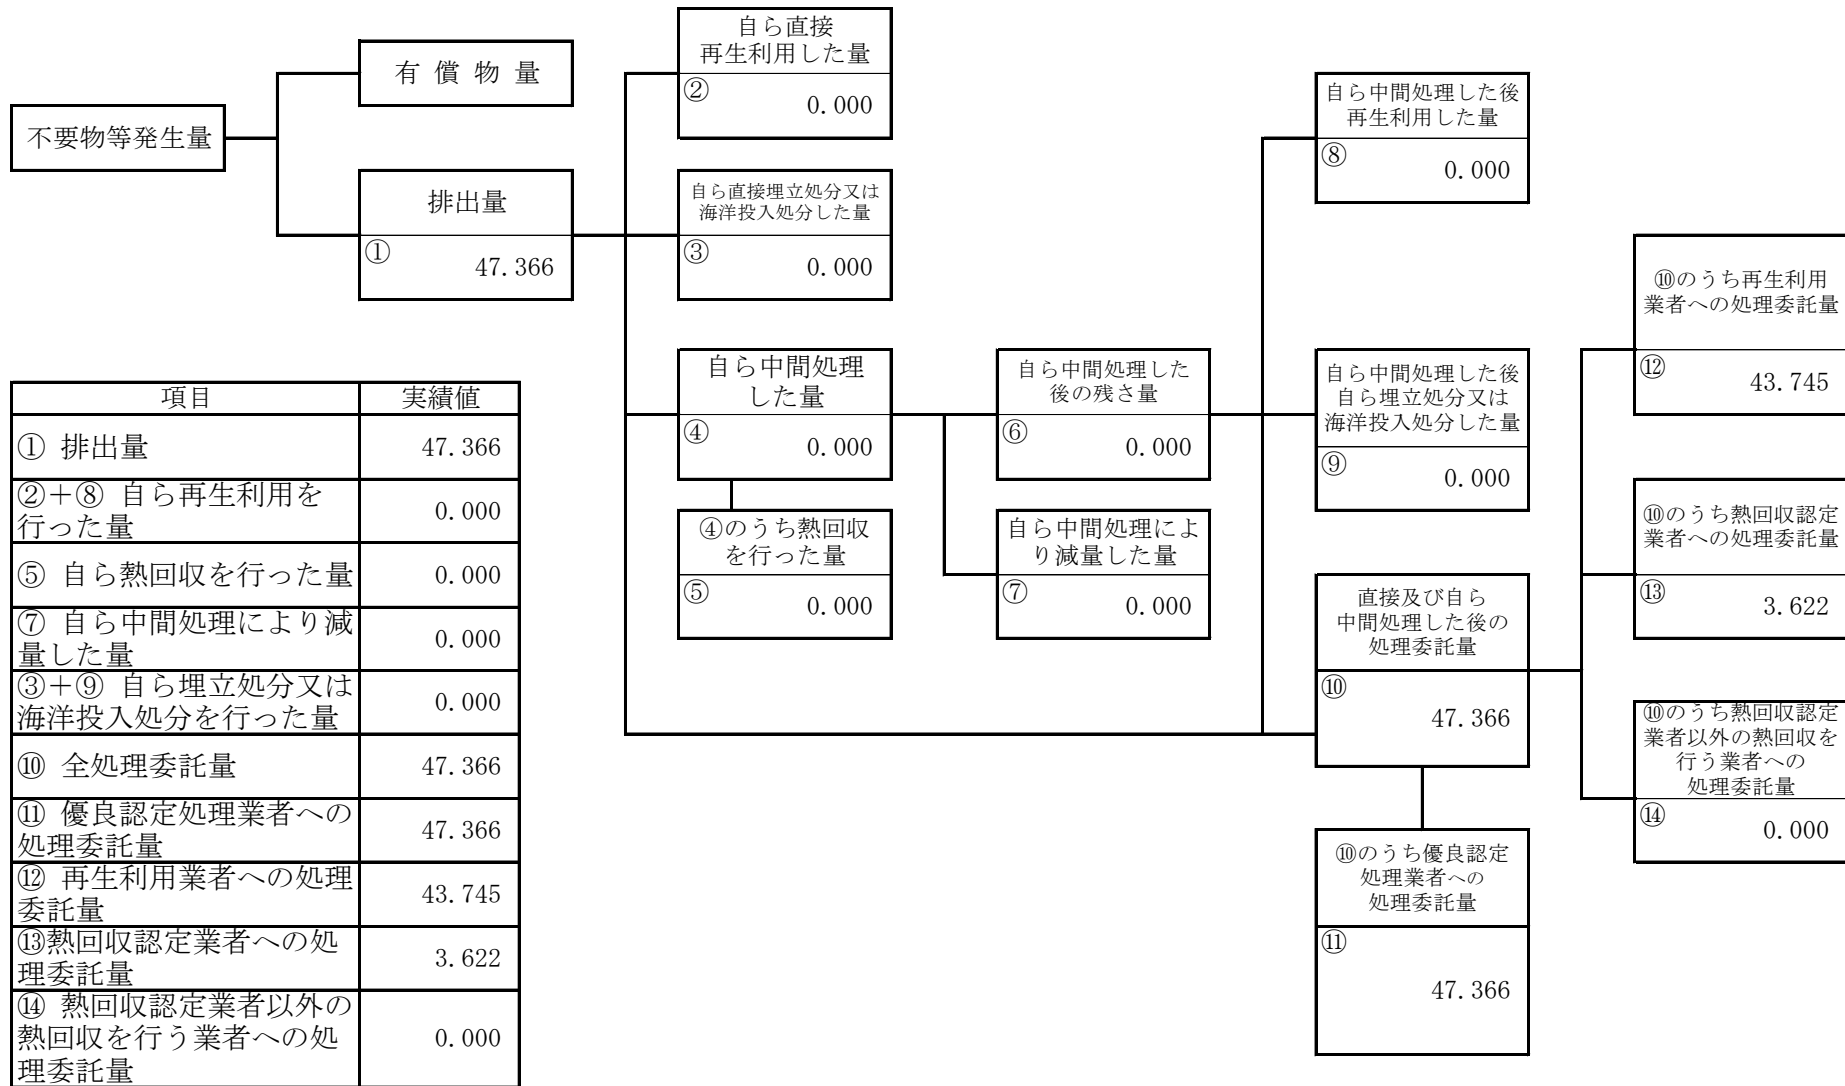 不要物等発生量
有 償 物 量
排出量
①
47.366
自ら直接
再生利用した量
②
0.000
自ら直接埋立処分又は
海洋投入処分した量
③
0.000
自ら中間処理
した量
④
0.000
④のうち熱回収
を行った量
⑤
0.000
自ら中間処理した
後の残さ量
⑥
0.000
自ら中間処理によ
り減量した量
⑦
0.000
自ら中間処理した後
再生利用した量
⑧
0.000
自ら中間処理した後
自ら埋立処分又は
海洋投入処分した量
⑨
0.000
直接及び自ら
中間処理した後の
処理委託量
⑩
47.366
⑩のうち優良認定
処理業者への
処理委託量
⑪
47.366
⑩のうち再生利用
業者への処理委託量
⑫
43.745
⑩のうち熱回収認定
業者への処理委託量
⑬
3.622
⑩のうち熱回収認定
業者以外の熱回収を
行う業者への
処理委託量
⑭
0.000
項目 実績値
① 排出量 47.366
②＋⑧ 自ら再生利用を
行った量 0.000
⑤ 自ら熱回収を行った量 0.000
⑦ 自ら中間処理により減
量した量 0.000
③＋⑨ 自ら埋立処分又は
海洋投入処分を行った量 0.000
⑩ 全処理委託量 47.366
⑪ 優良認定処理業者への
処理委託量 47.366
⑫ 再生利用業者への処理
委託量 43.745
⑬熱回収認定業者への処
理委託量 3.622
⑭ 熱回収認定業者以外の
熱回収を行う業者への処
理委託量 0.000